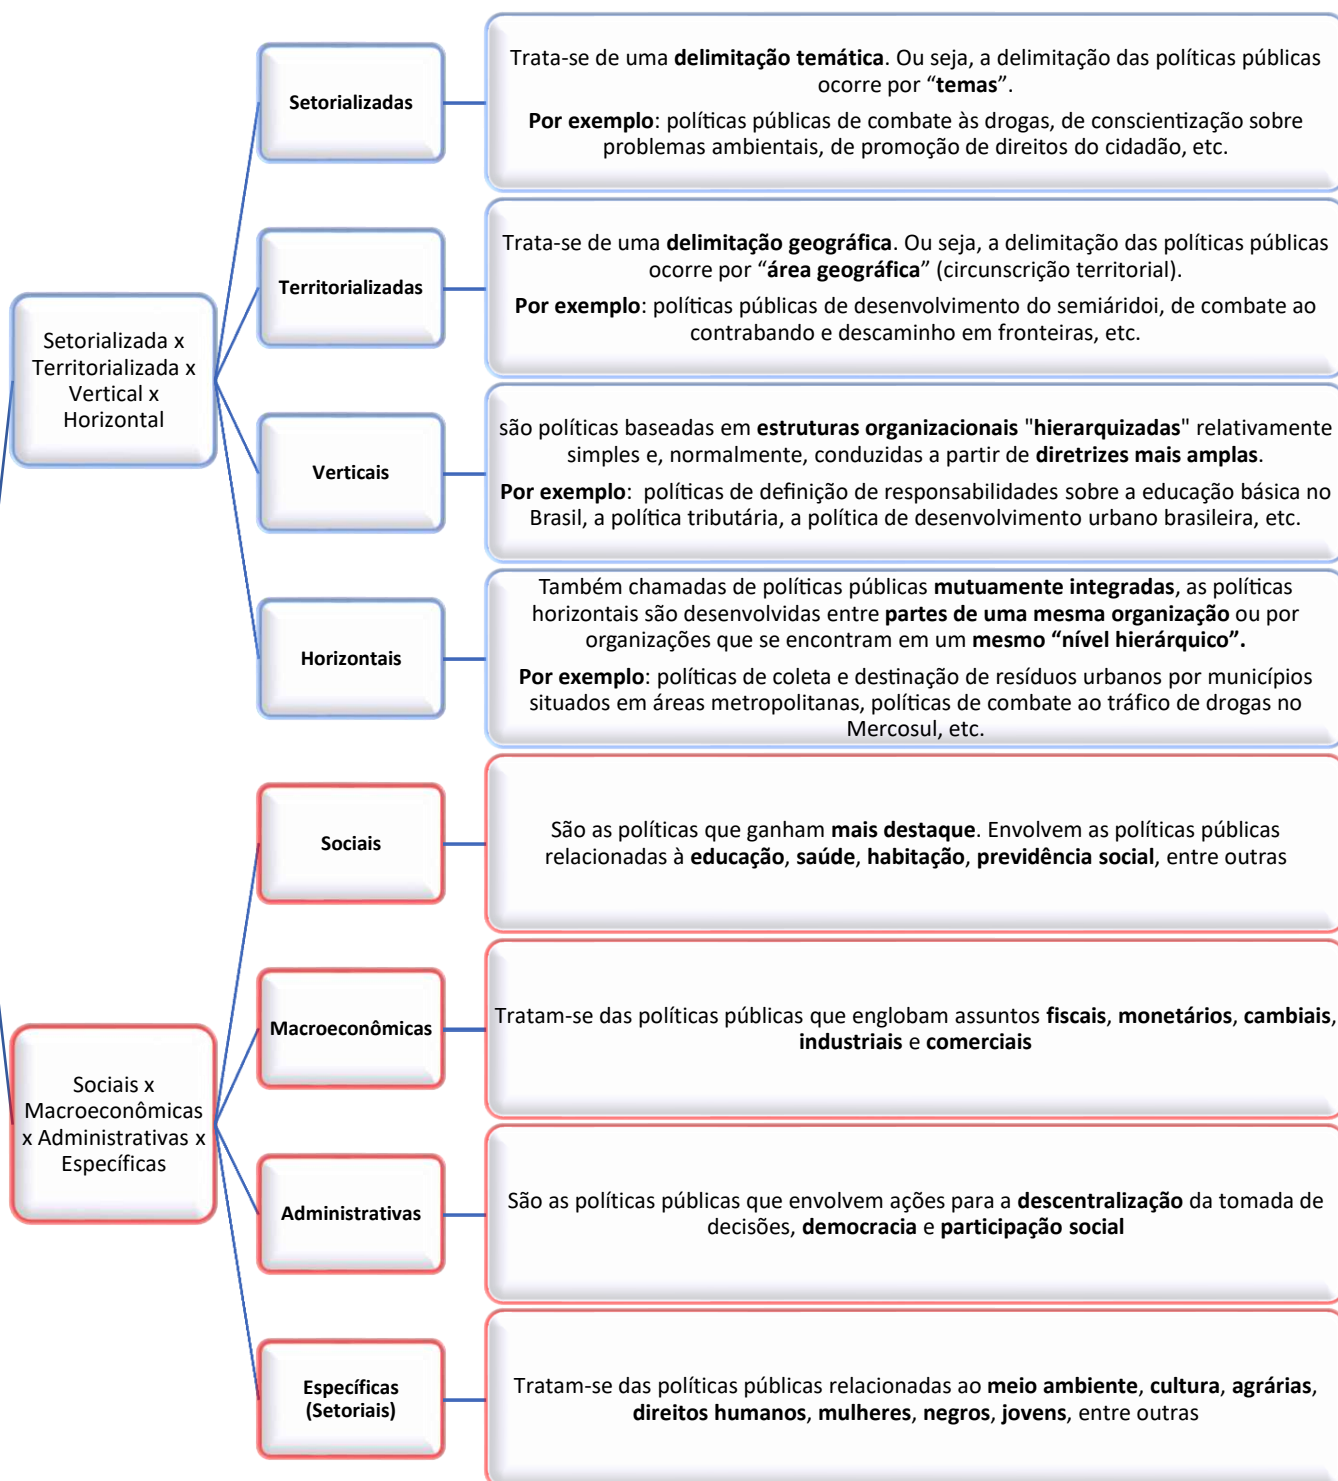 Setorializada x
Territorializada x
Vertical x
Horizontal
Setorializadas
Trata-se de uma delimitação temática. Ou seja, a delimitação das políticas públicas
ocorre por “temas”.
Por exemplo: políticas públicas de combate às drogas, de conscientização sobre
problemas ambientais, de promoção de direitos do cidadão, etc.
Territorializadas
Trata-se de uma delimitação geográfica. Ou seja, a delimitação das políticas públicas
ocorre por “área geográfica” (circunscrição territorial).
Por exemplo: políticas públicas de desenvolvimento do semiáridoi, de combate ao
contrabando e descaminho em fronteiras, etc.
Verticais
são políticas baseadas em estruturas organizacionais "hierarquizadas" relativamente
simples e, normalmente, conduzidas a partir de diretrizes mais amplas.
Por exemplo: políticas de definição de responsabilidades sobre a educação básica no
Brasil, a política tributária, a política de desenvolvimento urbano brasileira, etc.
Horizontais
Também chamadas de políticas públicas mutuamente integradas, as políticas
horizontais são desenvolvidas entre partes de uma mesma organização ou por
organizações que se encontram em um mesmo “nível hierárquico”.
Por exemplo: políticas de coleta e destinação de resíduos urbanos por municípios
situados em áreas metropolitanas, políticas de combate ao tráfico de drogas no
Mercosul, etc.
Sociais x
Macroeconômicas
x Administrativas x
Específicas
Sociais
São as políticas que ganham mais destaque. Envolvem as políticas públicas
relacionadas à educação, saúde, habitação, previdência social, entre outras
Macroeconômicas
Tratam-se das políticas públicas que englobam assuntos fiscais, monetários, cambiais,
industriais e comerciais
Administrativas
São as políticas públicas que envolvem ações para a descentralização da tomada de
decisões, democracia e participação social
Específicas
(Setoriais)
Tratam-se das políticas públicas relacionadas ao meio ambiente, cultura, agrárias,
direitos humanos, mulheres, negros, jovens, entre outras